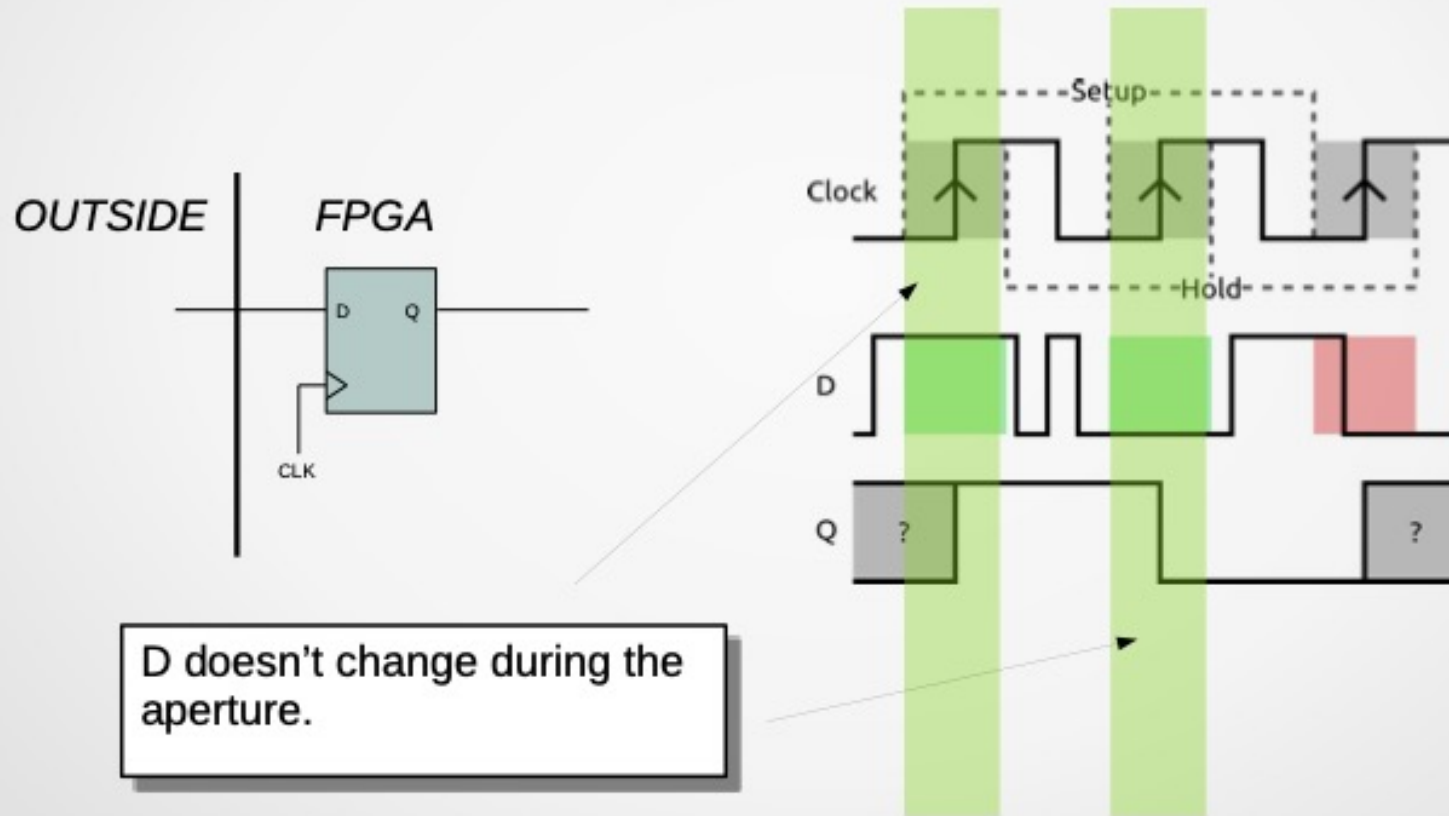 OUTSIDE
FPGA
D
Q
CLK
D doesn’t change during the
aperture.
Setup
Clock
Hold
D
Q
?
?